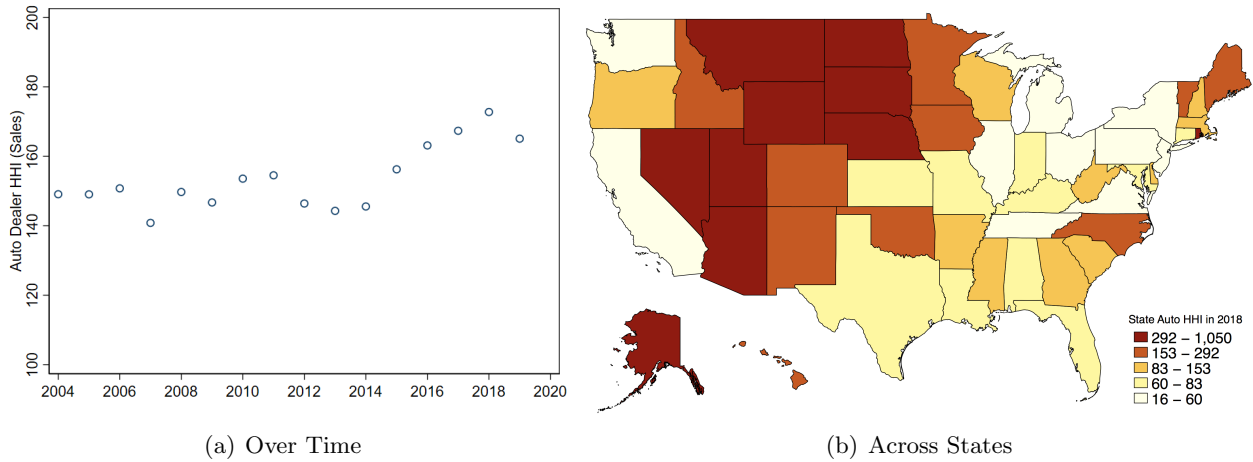 Auto Dealer HHI (Sales)
200
180
160
140
120
100
2004 2006 2008 2010 2012 2014 2016 2018 2020
(a) Over Time
State Auto HHI in 2018
292 – 1,050
153 – 292
83 – 153
60 – 83
16 – 60
(b) Across States